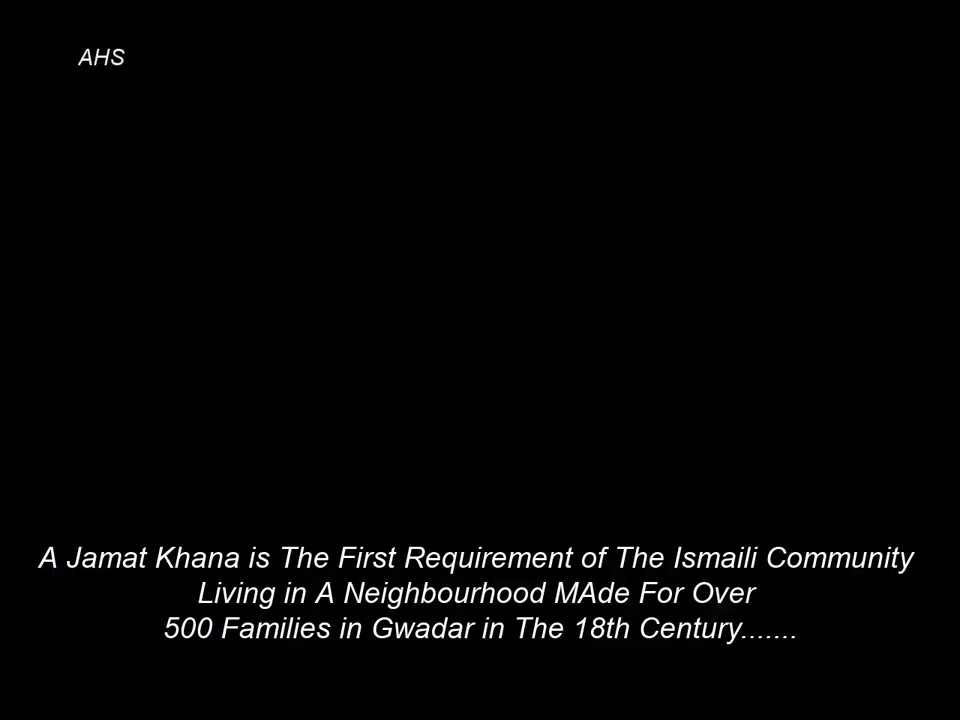 AHS
A Jamat Khana is The First Requirement of The Ismaili Community
Living in A Neighbourhood MAde For Over
500 Families in Gwadar in The 18th Century.......